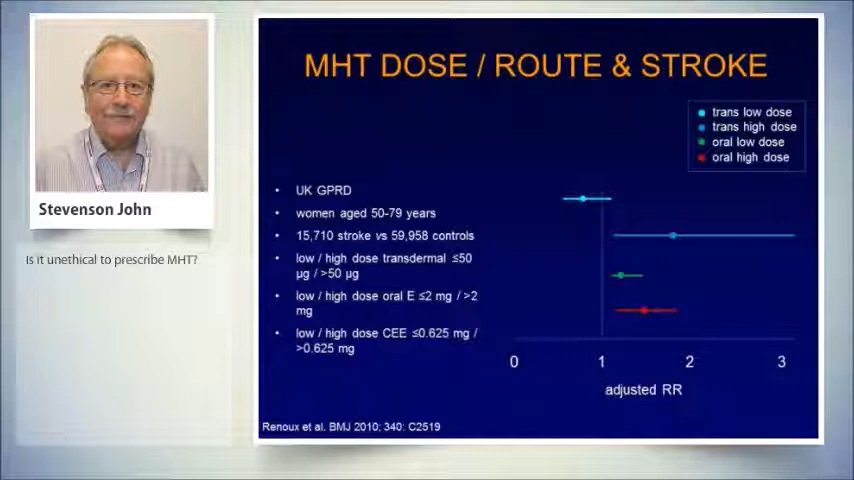 MHT DOSE / ROUTE & STROKE
trans low dose
trans high dose
oral low dose
oral high dose
Stevenson John
Is it unethical to prescribe MHT?
• UK GPRD
• women aged 50-79 years
• 15,710 stroke vs 59,958 controls
• low / high dose transdermal ≤50
µg / >50 µg
• low / high dose oral E ≤2 mg / >2
mg
• low / high dose CEE ≤0.625 mg /
>0.625 mg
0 1 2 3
adjusted RR
Renoux et al. BMJ 2010; 340: C2519